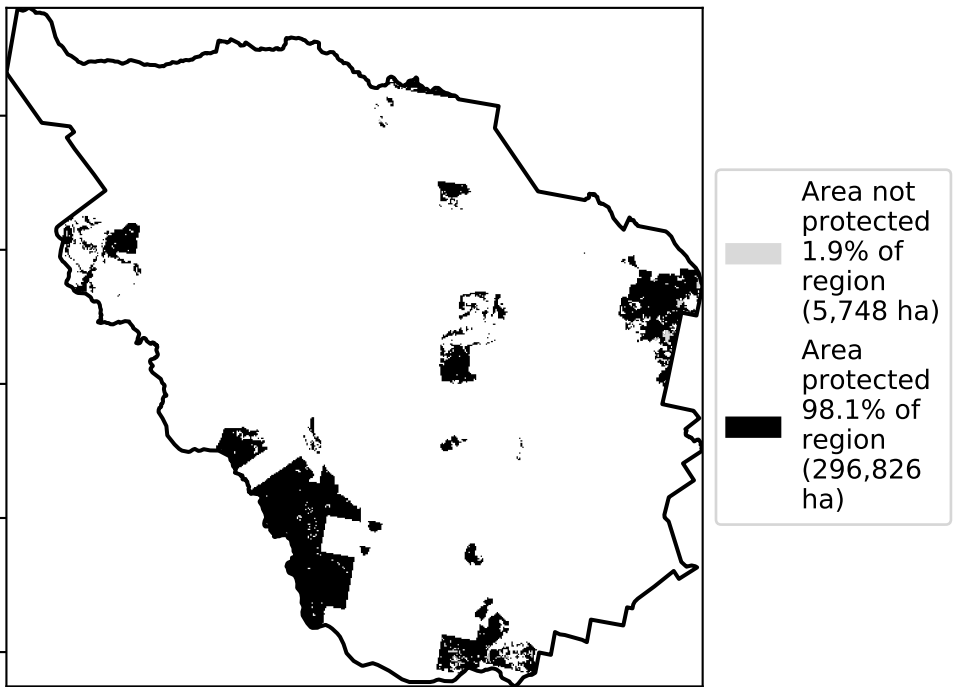 Area not
protected
1.9% of
region
(5,748 ha)
Area
protected
98.1% of
region
(296,826
ha)